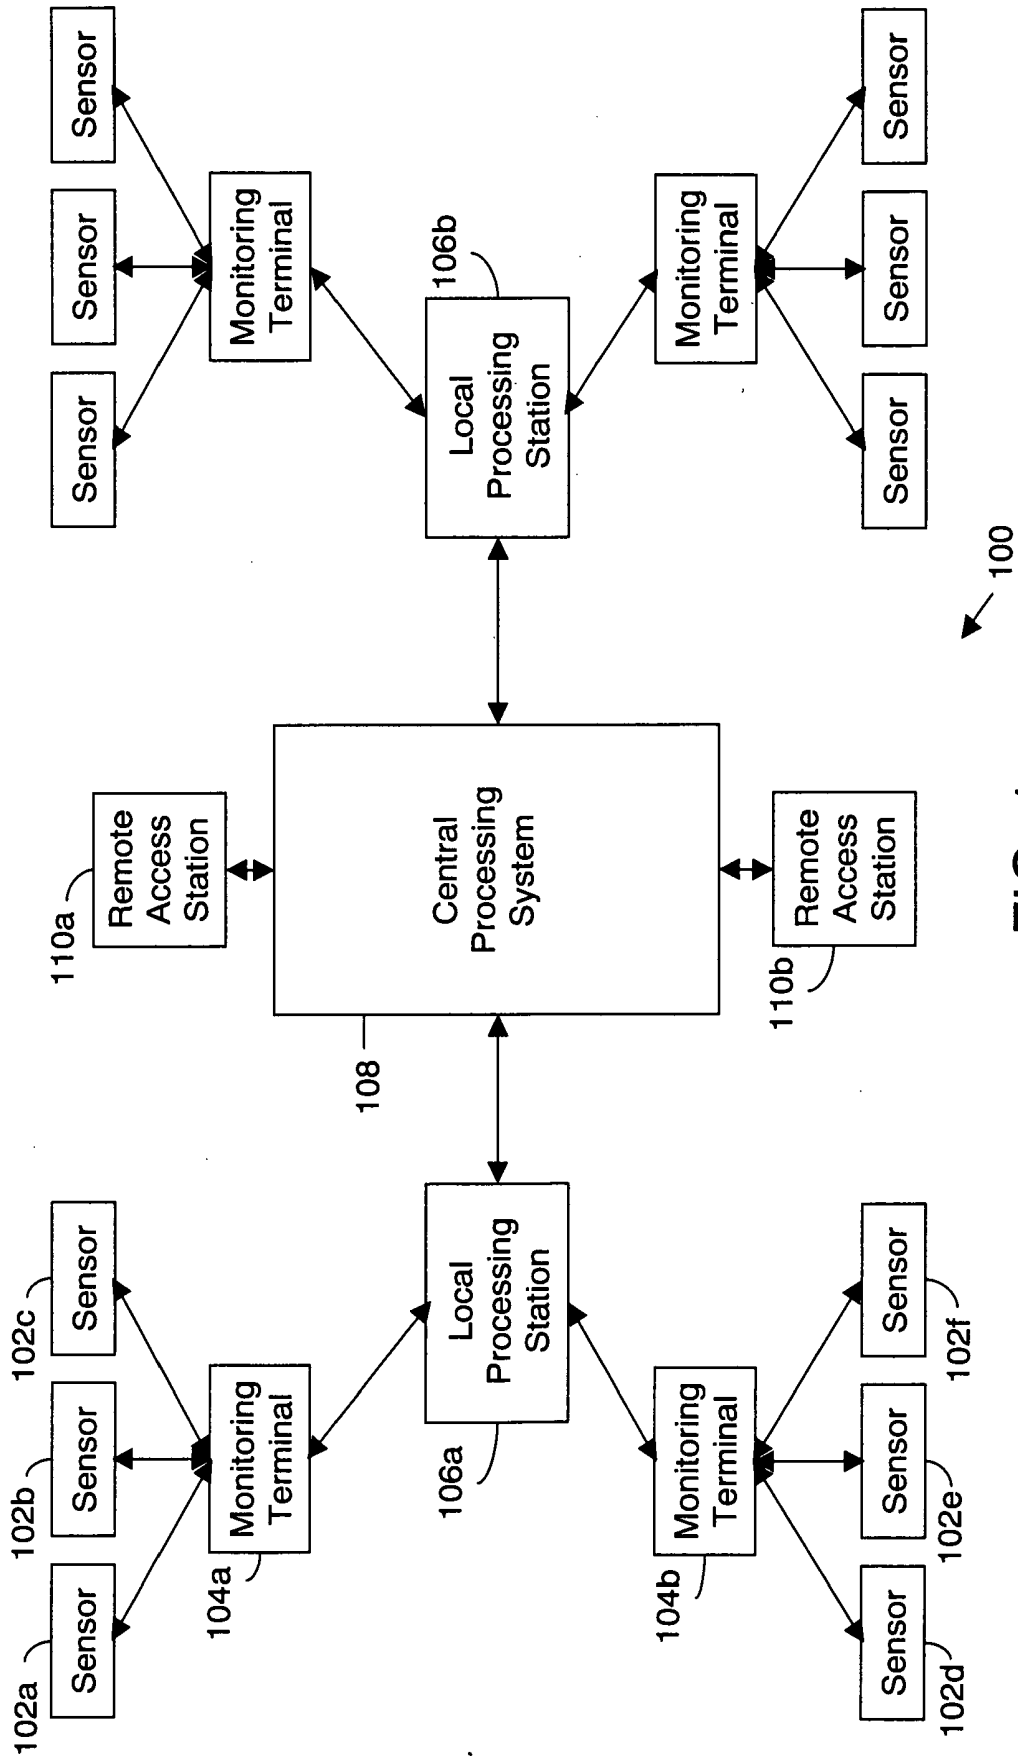 102a
102b
102c
Sensor
Sensor
Sensor
104a
Monitoring
Terminal
106a
Local
Processing
Station
104b
Monitoring
Terminal
Sensor
Sensor
Sensor
102d
102e
102f
110a
Remote
Access
Station
108
Central
Processing
System
110b
Remote
Access
Station
Sensor
Sensor
Sensor
Monitoring
Terminal
106b
Local
Processing
Station
Monitoring
Terminal
Sensor
Sensor
Sensor
100